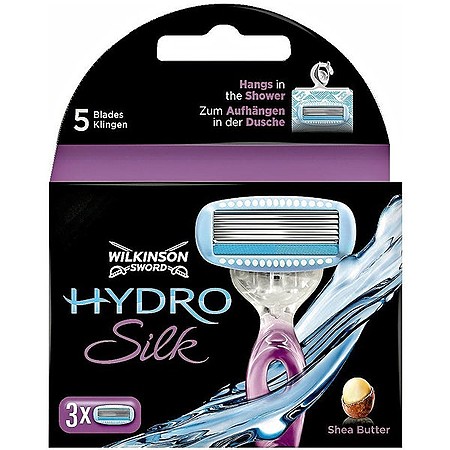 Hangs in
the Shower
Zum Aufhängen
in der Dusche
5 Blades
Klingen
WILKINSON
SWORD
HYDRO
Silk
3X
Shea Butter